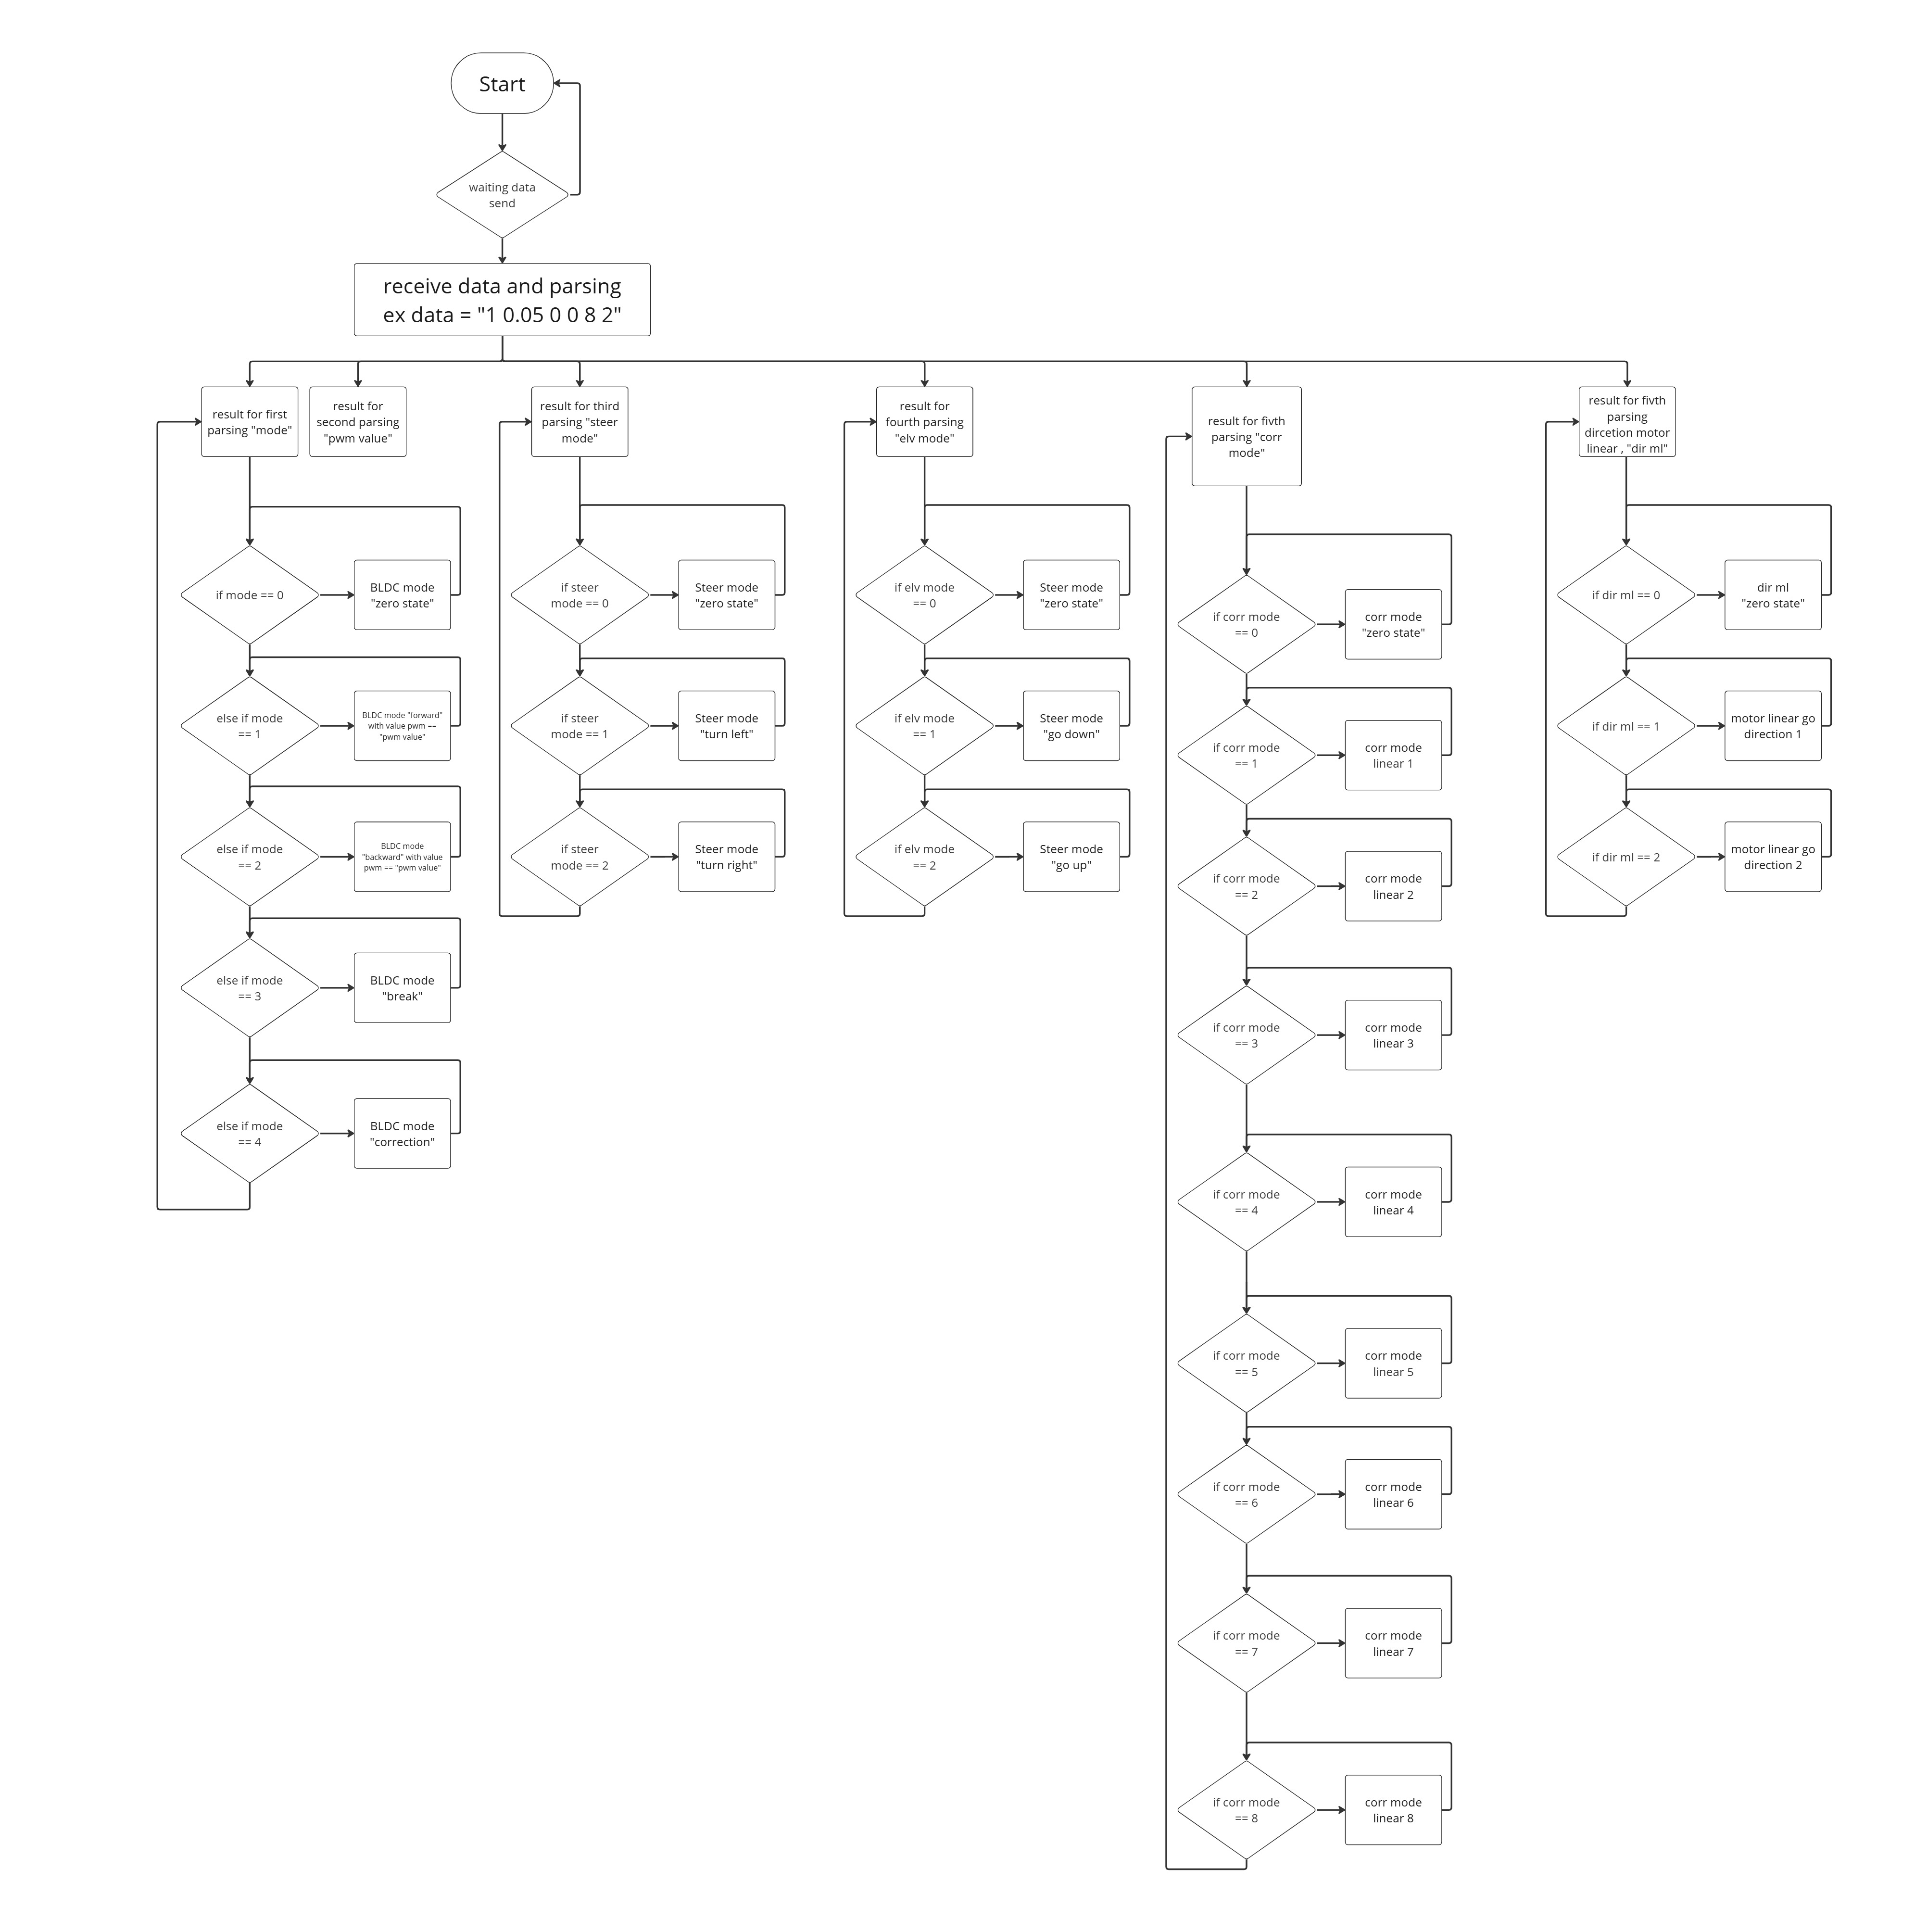 Start
waiting data
send
receive data and parsing
ex data = "1 0.05 0 0 8 2"
result for first
parsing "mode"
result for
second parsing
"pwm value"
result for third
parsing "steer
mode"
result for
fourth parsing
"elv mode"
result for fivth
parsing "corr
mode"
result for fivth
parsing
dircetion motor
linear , "dir ml"
if mode == 0
BLDC mode
"zero state"
else if mode
== 1
BLDC mode "forward"
with value pwm ==
"pwm value"
else if mode
== 2
BLDC mode
"backward" with value
pwm == "pwm value"
else if mode
== 3
BLDC mode
"break"
else if mode
== 4
BLDC mode
"correction"
if steer
mode == 0
Steer mode
"zero state"
if steer
mode == 1
Steer mode
"turn left"
if steer
mode == 2
Steer mode
"turn right"
if elv mode
== 0
Steer mode
"zero state"
if elv mode
== 1
Steer mode
"go down"
if elv mode
== 2
Steer mode
"go up"
if corr mode
== 0
corr mode
"zero state"
if corr mode
== 1
corr mode
linear 1
if corr mode
== 2
corr mode
linear 2
if corr mode
== 3
corr mode
linear 3
if corr mode
== 4
corr mode
linear 4
if corr mode
== 5
corr mode
linear 5
if corr mode
== 6
corr mode
linear 6
if corr mode
== 7
corr mode
linear 7
if corr mode
== 8
corr mode
linear 8
if dir ml == 0
dir ml
"zero state"
if dir ml == 1
motor linear go
direction 1
if dir ml == 2
motor linear go
direction 2